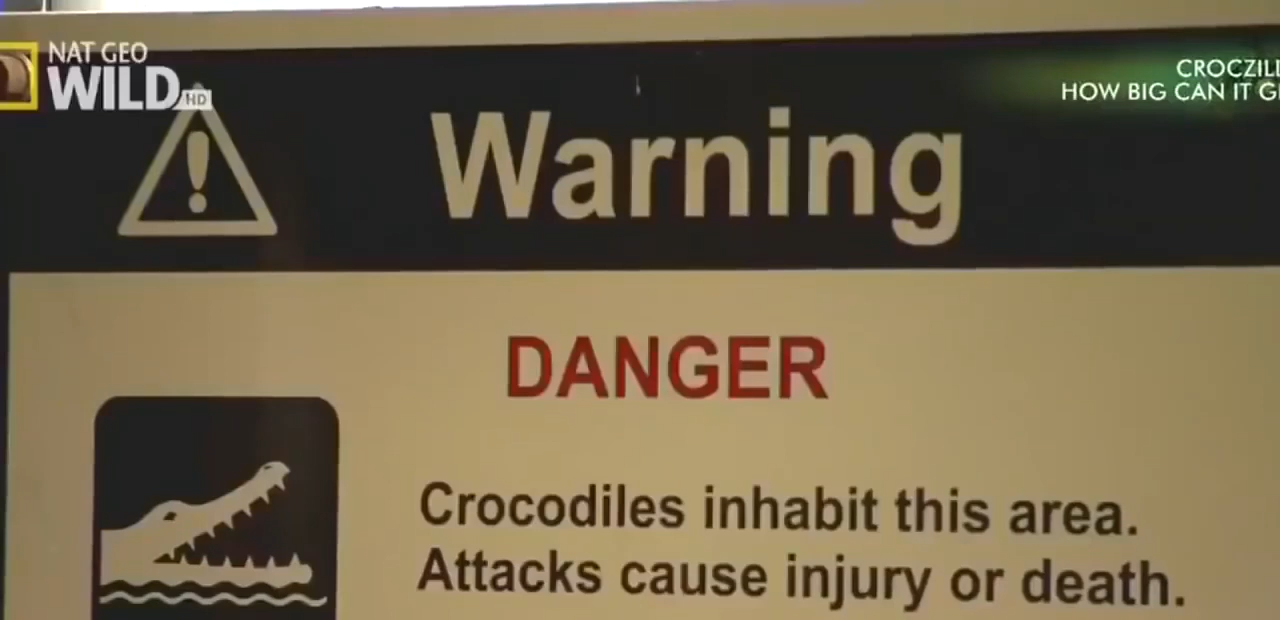 NAT GEO
WILD HD
CROCZIL
HOW BIG CAN IT G
Warning
DANGER
Crocodiles inhabit this area.
Attacks cause injury or death.